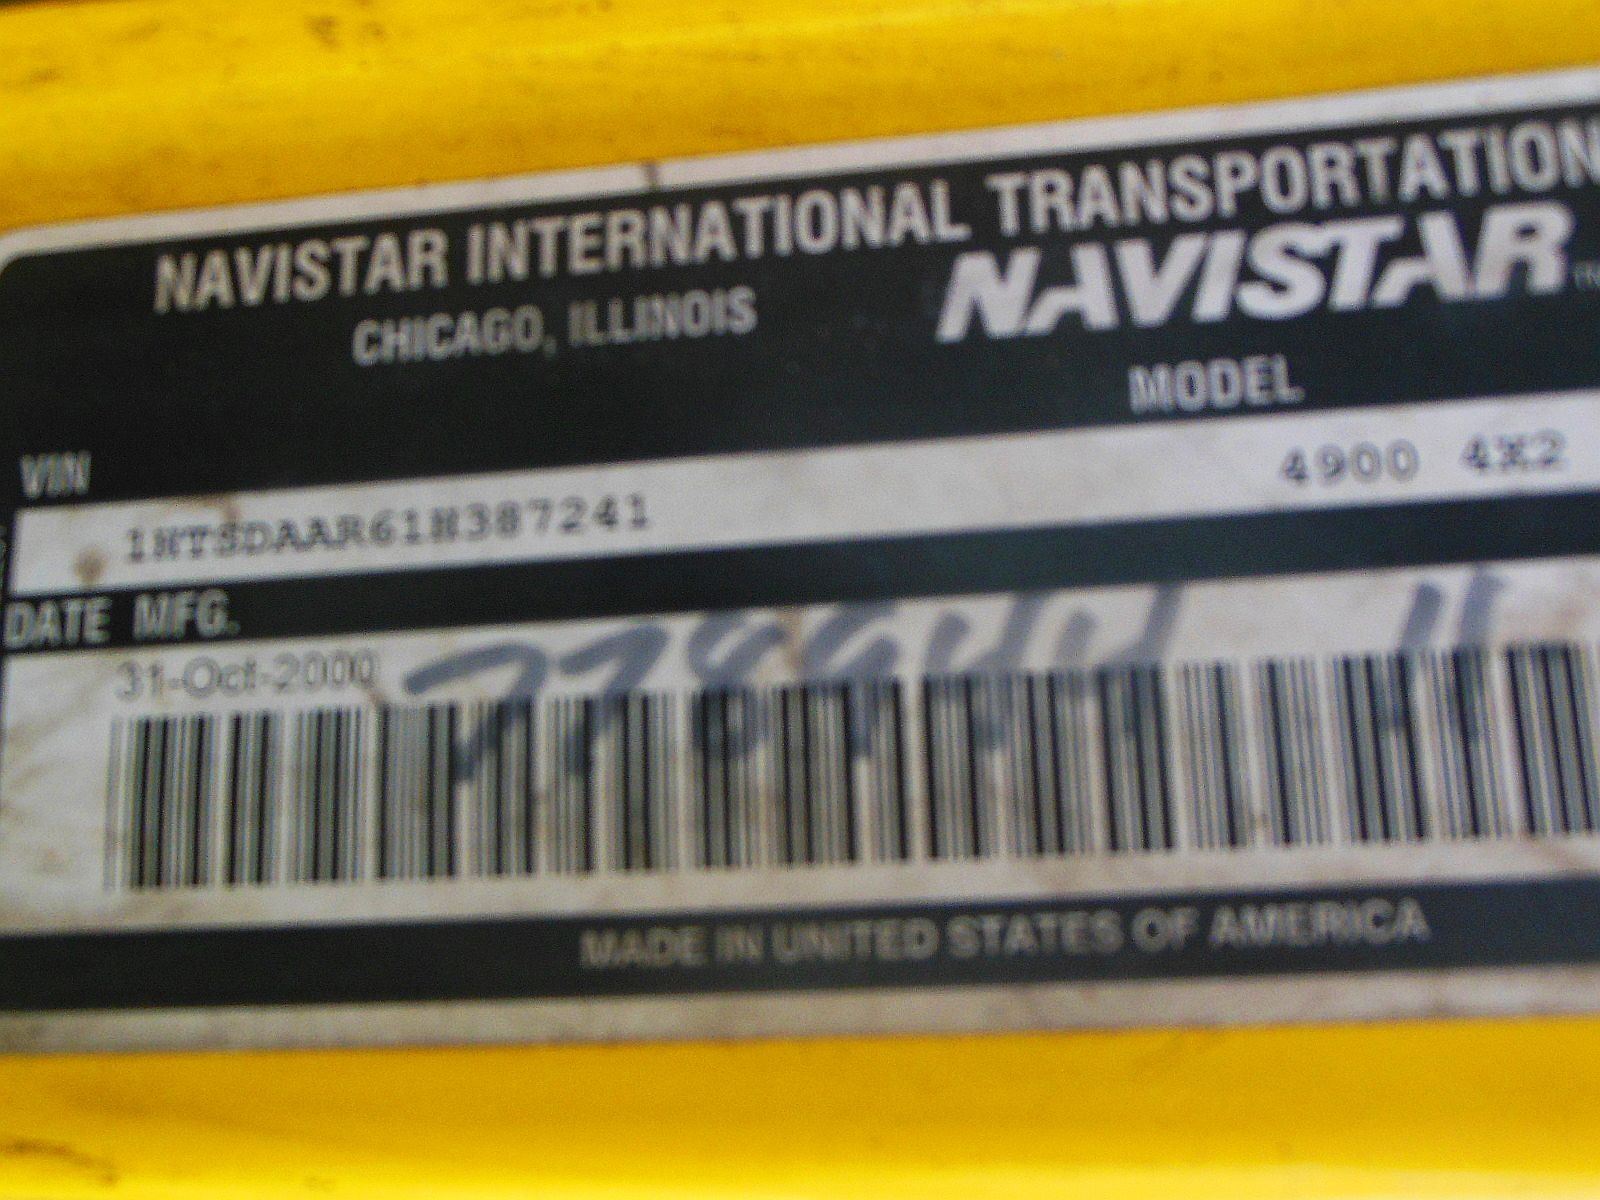 NAVISTAR INTERNATIONAL TRANSPORTATION
CHICAGO, ILLINOIS
NAVISTAR
MODEL
VIN
4900 4X2
1HTSDAAR61H387241
DATE MFG.
31-Oct-2000
MADE IN UNITED STATES OF AMERICA